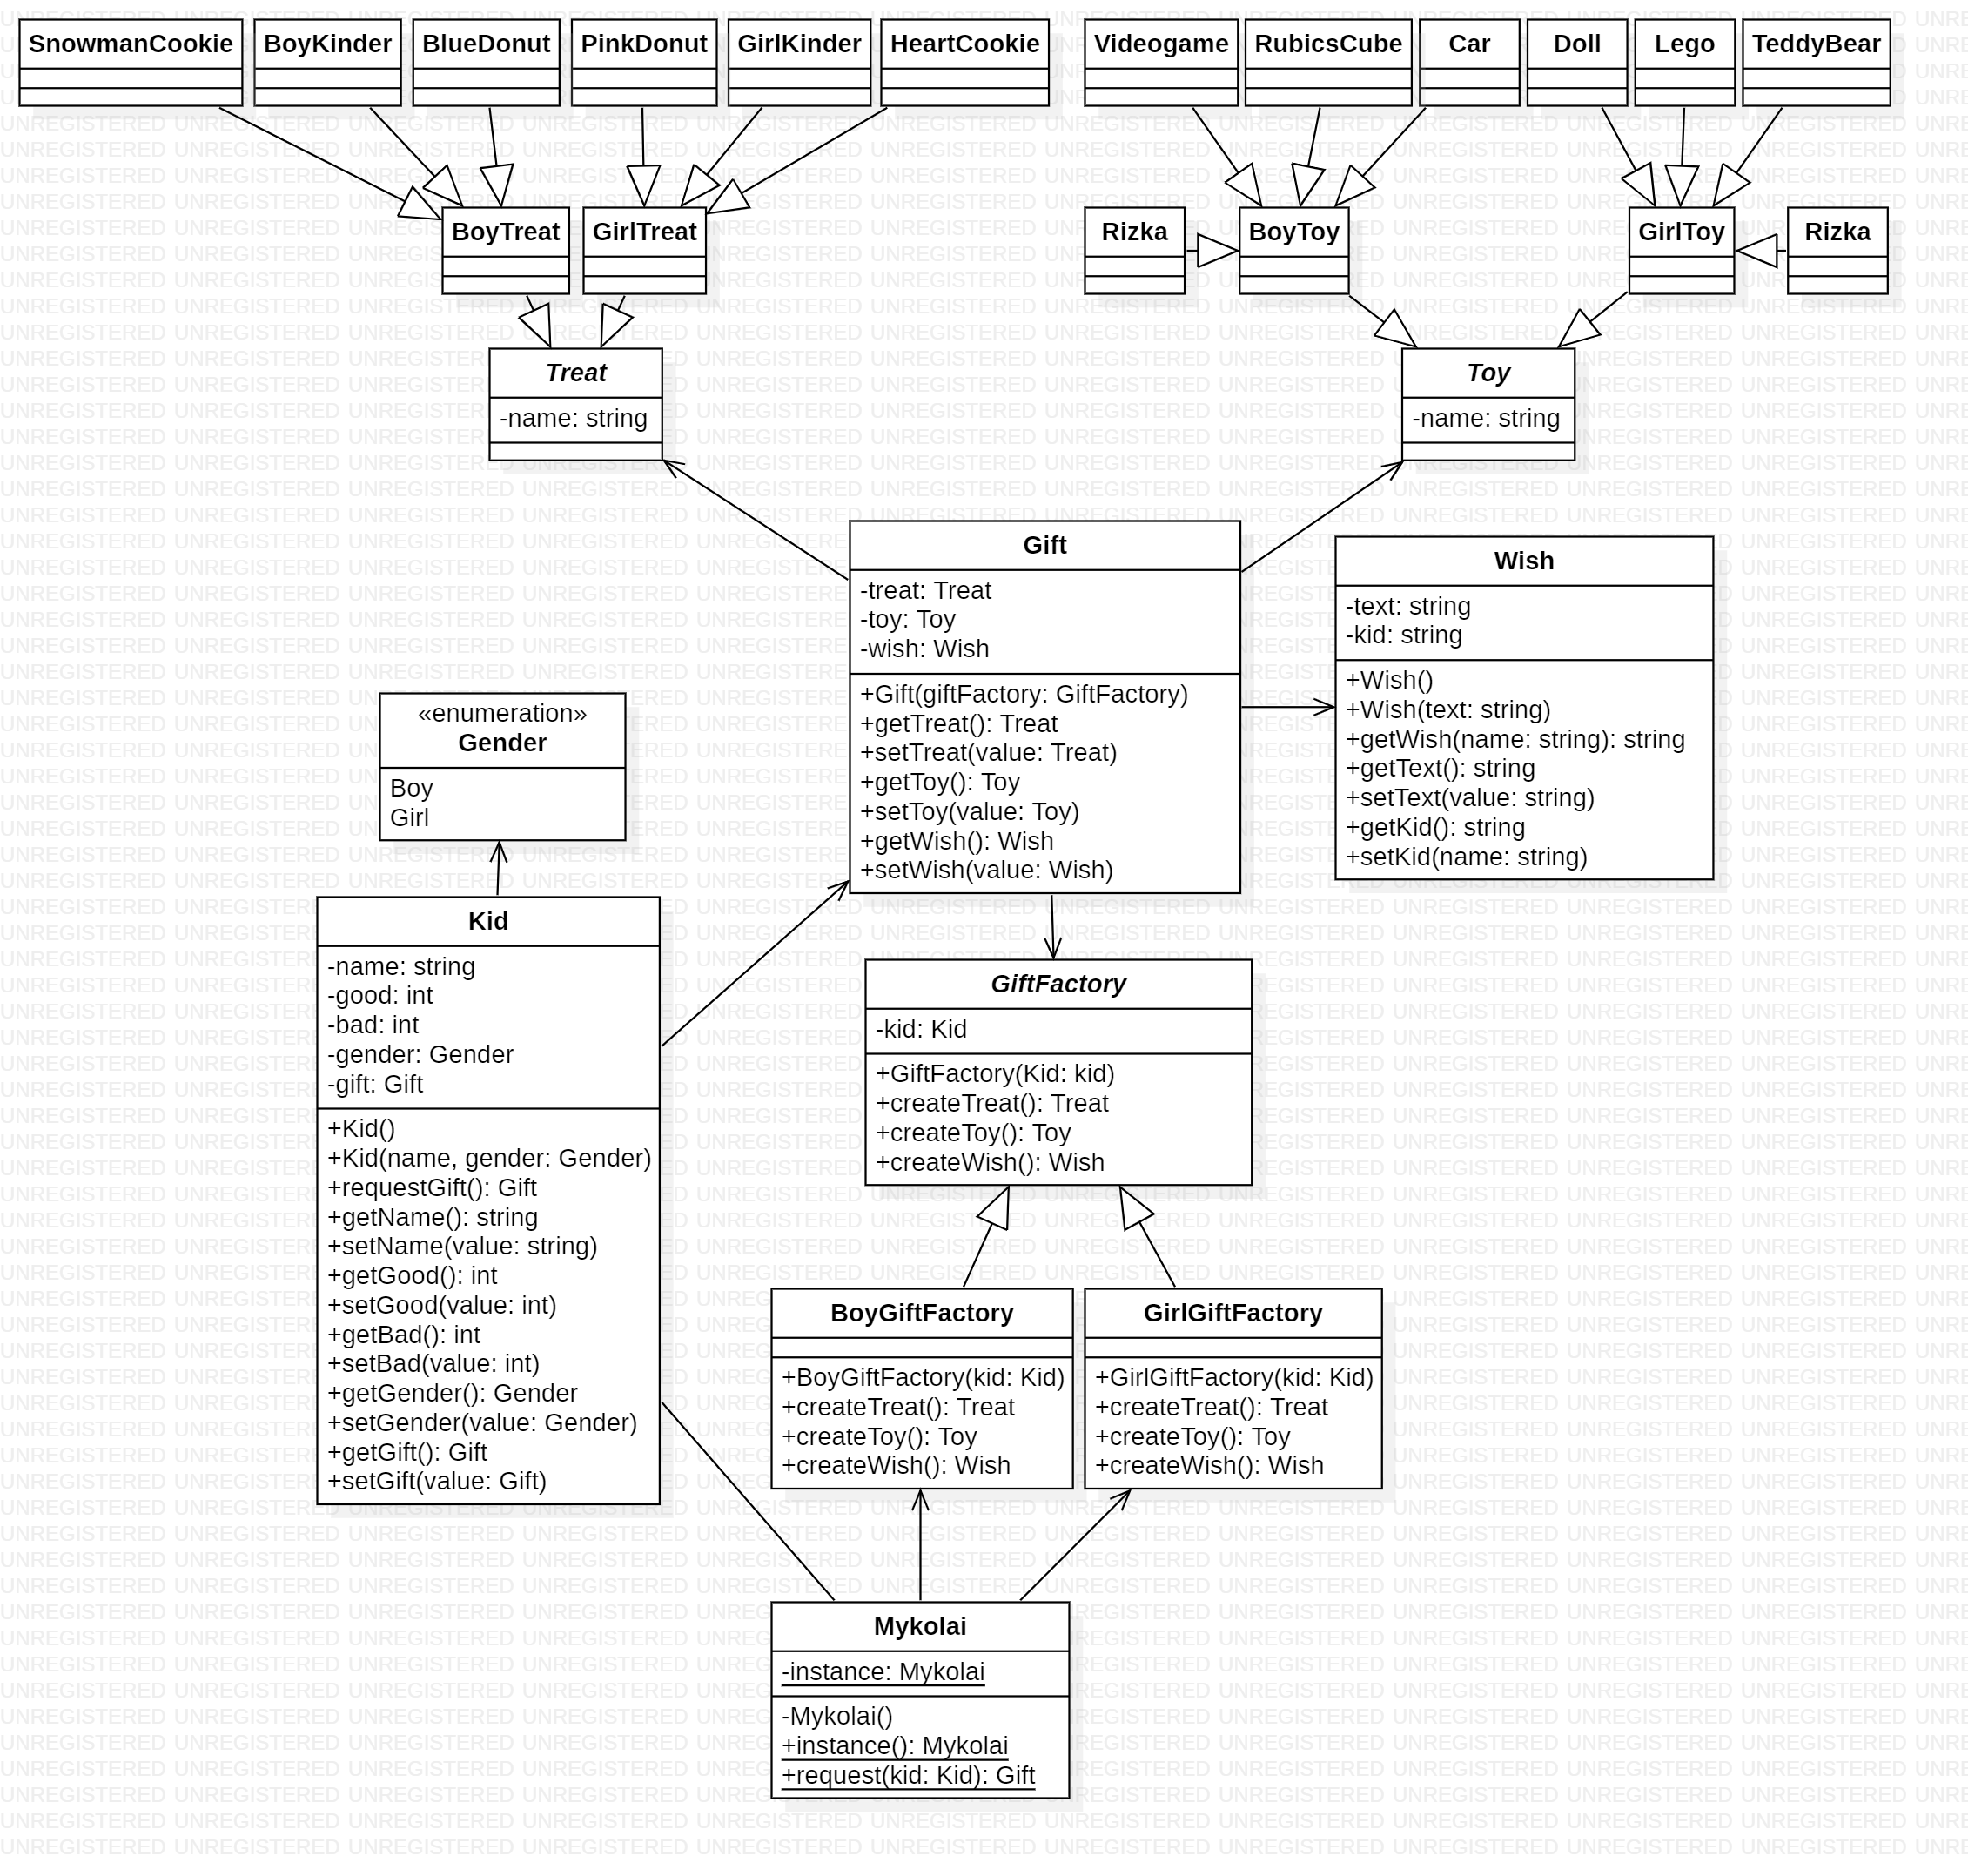 SnowmanCookie
BoyKinder
BlueDonut
PinkDonut
GirlKinder
HeartCookie
Videogame
RubicsCube
Car
Doll
Lego
TeddyBear
BoyTreat
GirlTreat
Rizka
BoyToy
GirlToy
Rizka
Treat
-name: string
Toy
-name: string
Gift
-treat: Treat
-toy: Toy
-wish: Wish
+Gift(giftFactory: GiftFactory)
+getTreat(): Treat
+setTreat(value: Treat)
+getToy(): Toy
+setToy(value: Toy)
+getWish(): Wish
+setWish(value: Wish)
Wish
-text: string
-kid: string
+Wish()
+Wish(text: string)
+getWish(name: string): string
+getText(): string
+setText(value: string)
+getKid(): string
+setKid(name: string)
«enumeration»
Gender
Boy
Girl
Kid
-name: string
-good: int
-bad: int
-gender: Gender
-gift: Gift
+Kid()
+Kid(name, gender: Gender)
+requestGift(): Gift
+getName(): string
+setName(value: string)
+getGood(): int
+setGood(value: int)
+getBad(): int
+setBad(value: int)
+getGender(): Gender
+setGender(value: Gender)
+getGift(): Gift
+setGift(value: Gift)
GiftFactory
-kid: Kid
+GiftFactory(Kid: kid)
+createTreat(): Treat
+createToy(): Toy
+createWish(): Wish
BoyGiftFactory
+BoyGiftFactory(kid: Kid)
+createTreat(): Treat
+createToy(): Toy
+createWish(): Wish
GirlGiftFactory
+GirlGiftFactory(kid: Kid)
+createTreat(): Treat
+createToy(): Toy
+createWish(): Wish
Mykolai
-instance: Mykolai
-Mykolai()
+instance(): Mykolai
+request(kid: Kid): Gift
UNREGISTERED